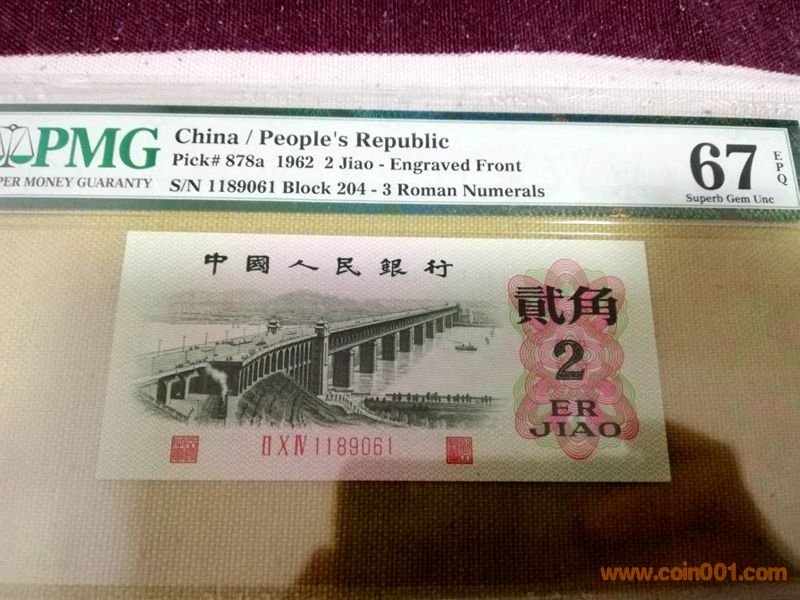 PMG
PER MONEY GUARANTY
China / People's Republic
Pick# 878a 1962 2 Jiao - Engraved Front
S/N 1189061 Block 204 - 3 Roman Numerals
67
EPQ
Superb Gem Unc
中國人民銀行
貳角
2
ER
JIAO
ⅡⅩⅣ 1189061
www.coin001.com